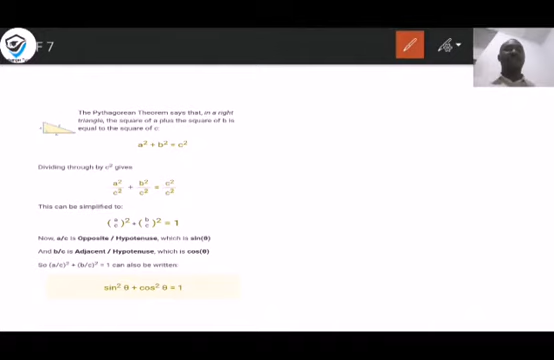 F 7
The Pythagorean Theorem says that, in a right
triangle, the square of a plus the square of b is
equal to the square of c:
a² + b² = c²
Dividing through by c² gives
a²/c² + b²/c² = c²/c²
This can be simplified to:
(a/c)² + (b/c)² = 1
Now, a/c is Opposite / Hypotenuse, which is sin(θ)
And b/c is Adjacent / Hypotenuse, which is cos(θ)
So (a/c)² + (b/c)² = 1 can also be written:
sin² θ + cos² θ = 1